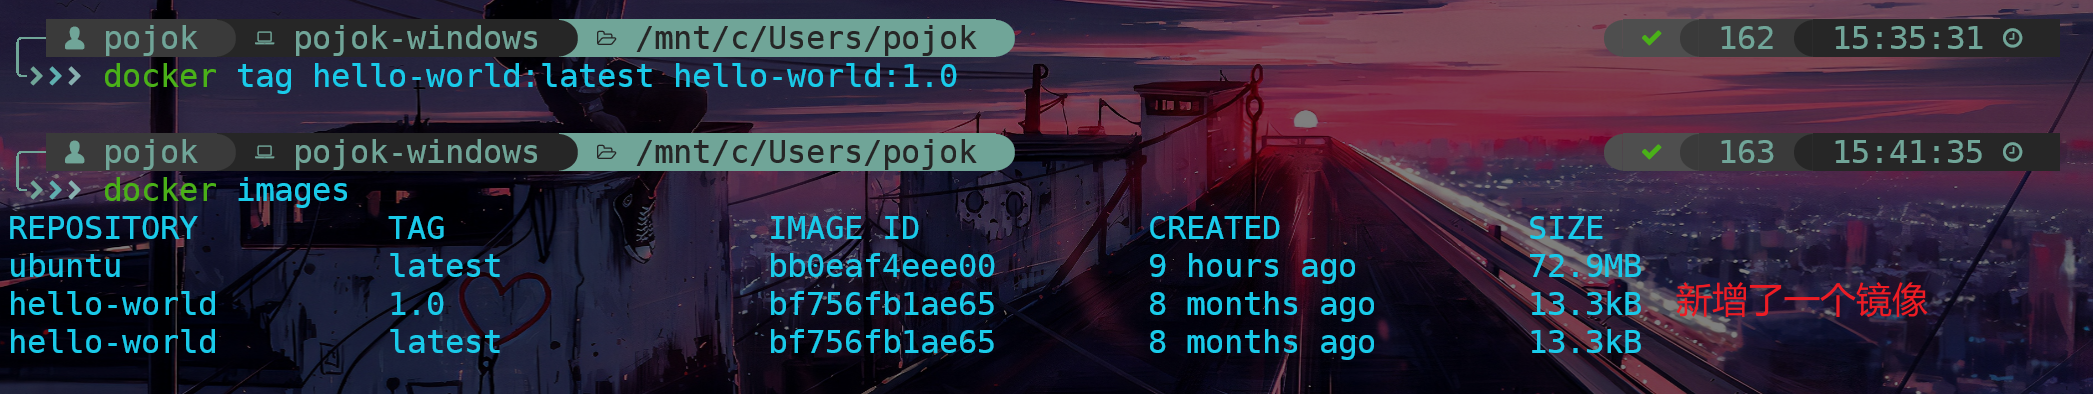 pojok pojok-windows /mnt/c/Users/pojok 162 15:35:31
>>> docker tag hello-world:latest hello-world:1.0
pojok pojok-windows /mnt/c/Users/pojok 163 15:41:35
>>> docker images
REPOSITORY TAG IMAGE ID CREATED SIZE
ubuntu latest bb0eaf4eee00 9 hours ago 72.9MB
hello-world 1.0 bf756fb1ae65 8 months ago 13.3kB 新增了一个镜像
hello-world latest bf756fb1ae65 8 months ago 13.3kB